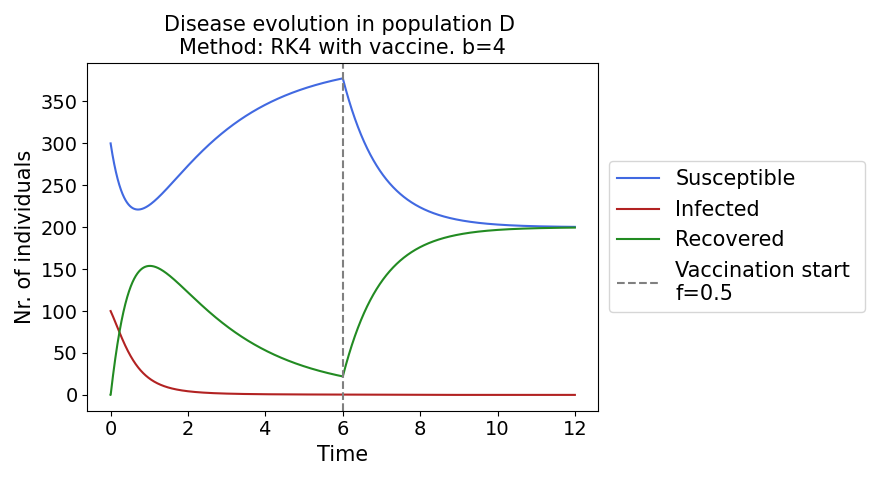 Disease evolution in population D
Method: RK4 with vaccine. b=4
Nr. of individuals
350
300
250
200
150
100
50
0
0 2 4 6 8 10 12
Time
Susceptible
Infected
Recovered
Vaccination start
f=0.5